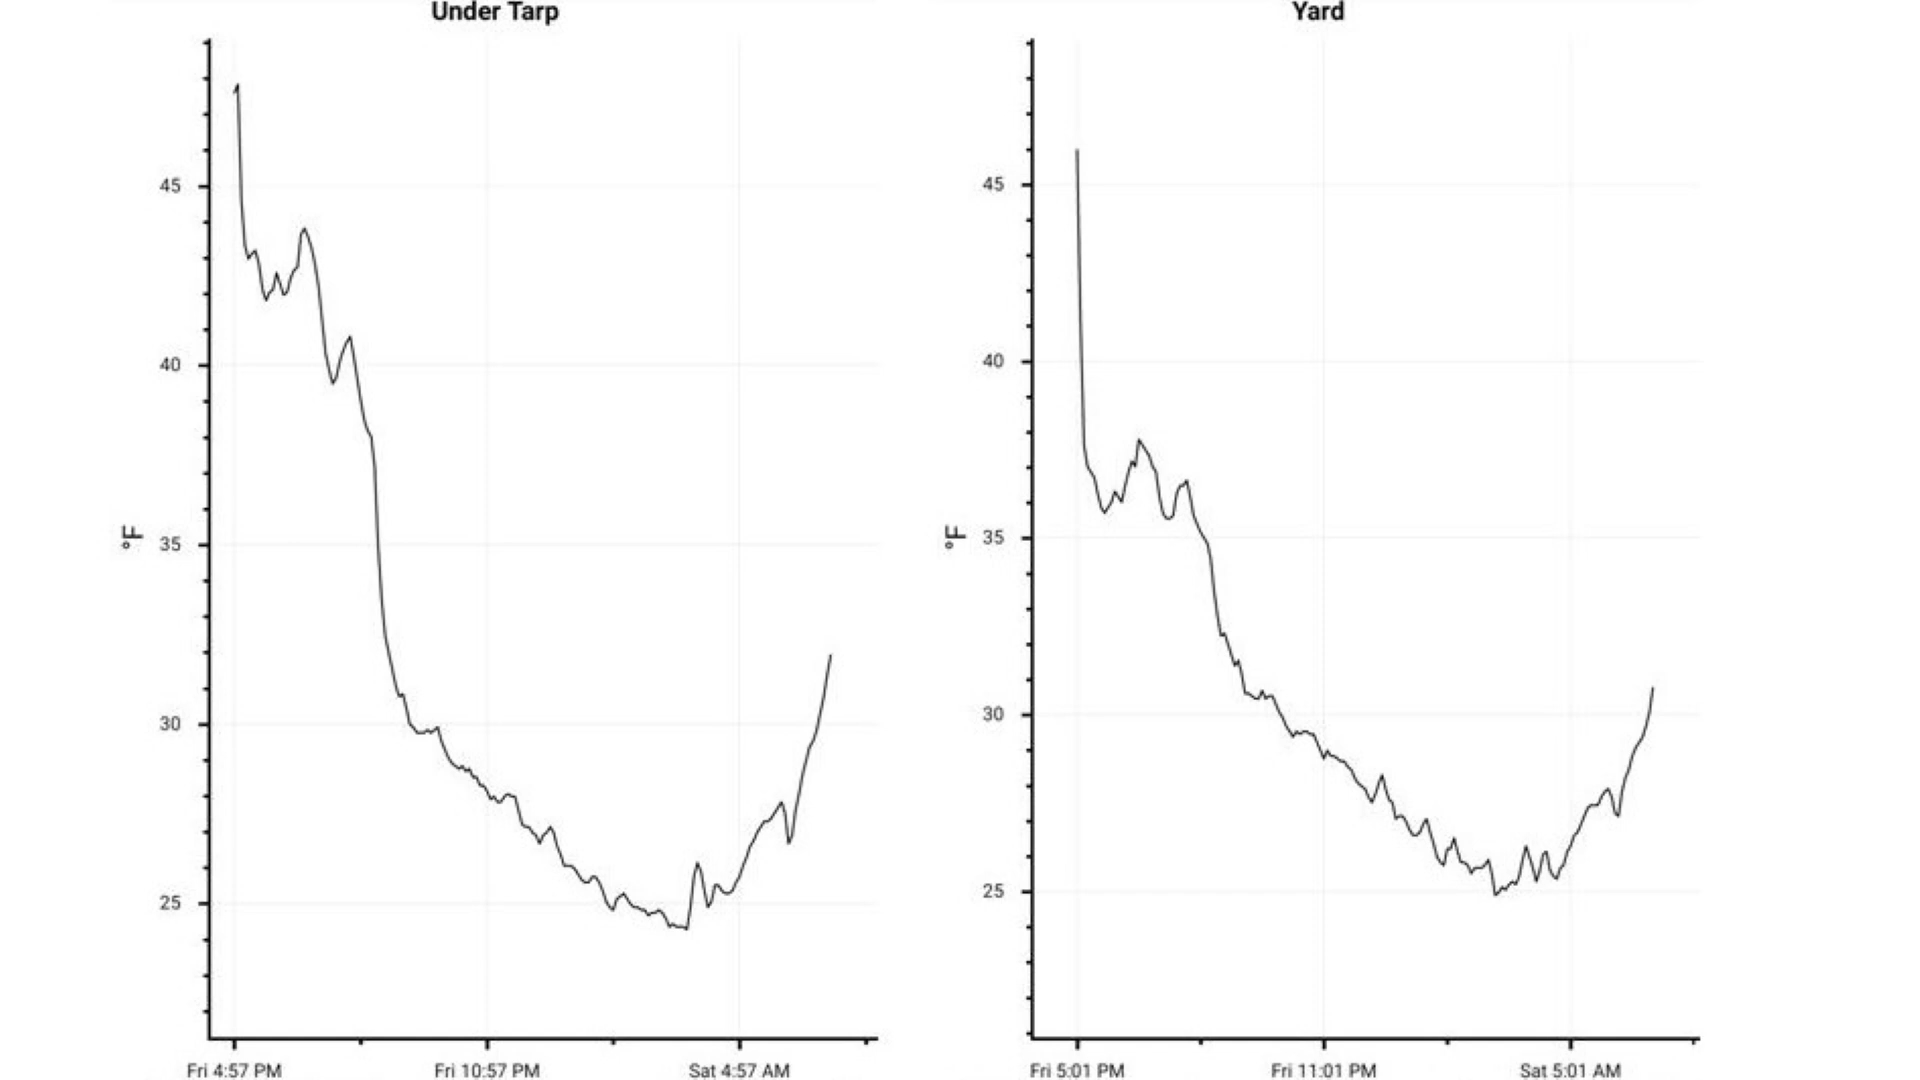 Under Tarp
45
40
35
30
25
°F
Fri 4:57 PM
Fri 10:57 PM
Sat 4:57 AM
Yard
45
40
35
30
25
°F
Fri 5:01 PM
Fri 11:01 PM
Sat 5:01 AM